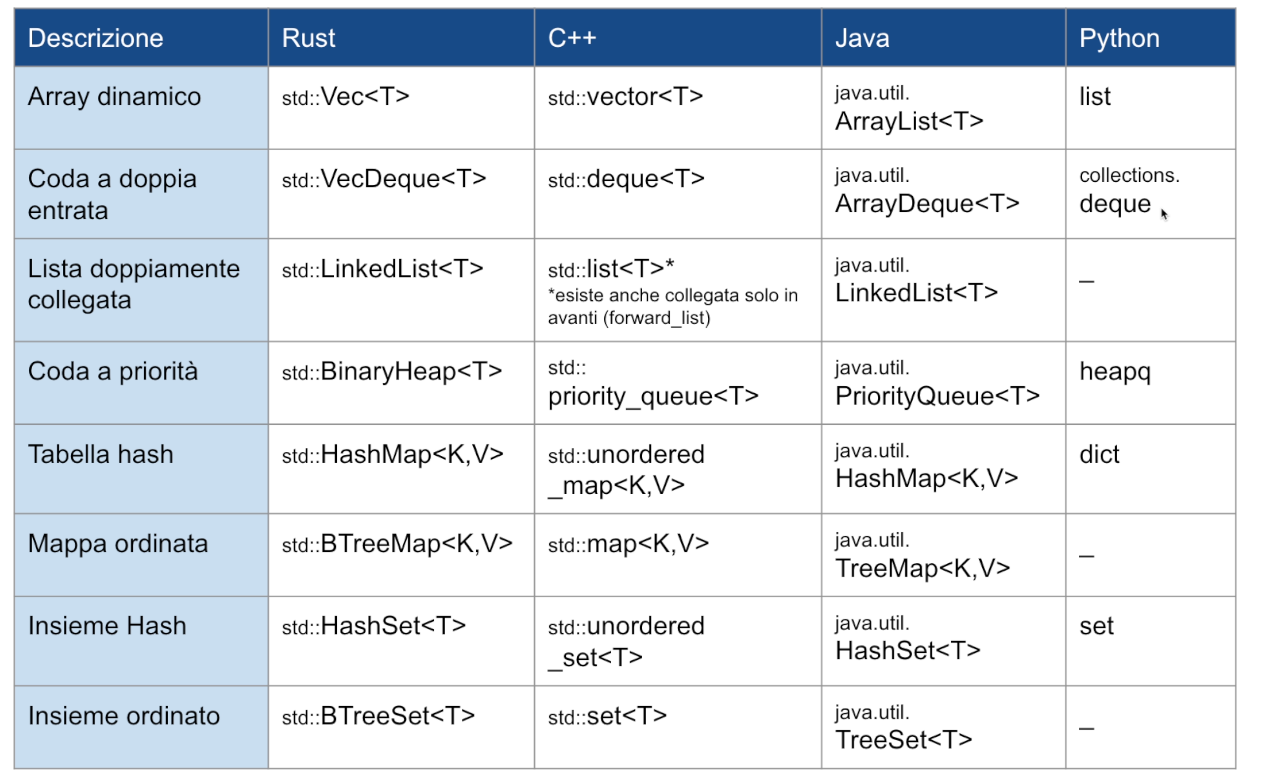 Descrizione Rust C++ Java Python
Array dinamico std::Vec<T> std::vector<T> java.util. list
ArrayList<T>
Coda a doppia std::VecDeque<T> std::deque<T> java.util. collections.
entrata ArrayDeque<T> deque
Lista doppiamente std::LinkedList<T> std::list<T>* java.util. –
collegata *esiste anche collegata solo in LinkedList<T>
avanti (forward_list)
Coda a priorità std::BinaryHeap<T> std:: java.util. heapq
priority_queue<T> PriorityQueue<T>
Tabella hash std::HashMap<K,V> std::unordered java.util. dict
_map<K,V> HashMap<K,V>
Mappa ordinata std::BTreeMap<K,V> std::map<K,V> java.util. –
TreeMap<K,V>
Insieme Hash std::HashSet<T> std::unordered java.util. set
_set<T> HashSet<T>
Insieme ordinato std::BTreeSet<T> std::set<T> java.util. –
TreeSet<T>